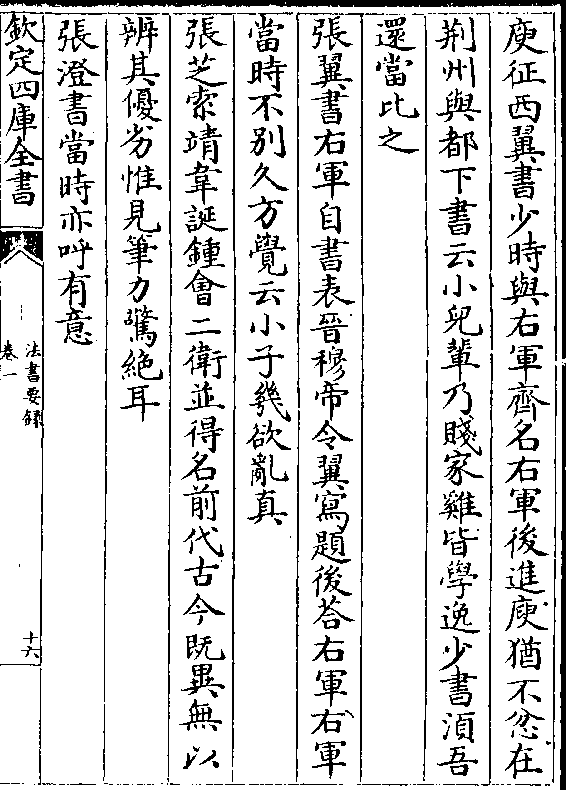 庾征西翼書少時與右軍齊名右軍後進庾猶不忿在
荆州與都下書云小兒輩乃賤家雞皆學逸少書湏吾
還當比之
張翼書右軍自書表晉穆帝令翼寫題後荅右軍右軍
當時不别久方覺云小子幾欲亂真
張芝索靖韋誕鍾會二衛並得名前代古今既異無以
辨其優劣惟見筆力驚絶耳
張澄書當時亦呼有意
欽定四庫全書
法書要録
卷一
十六